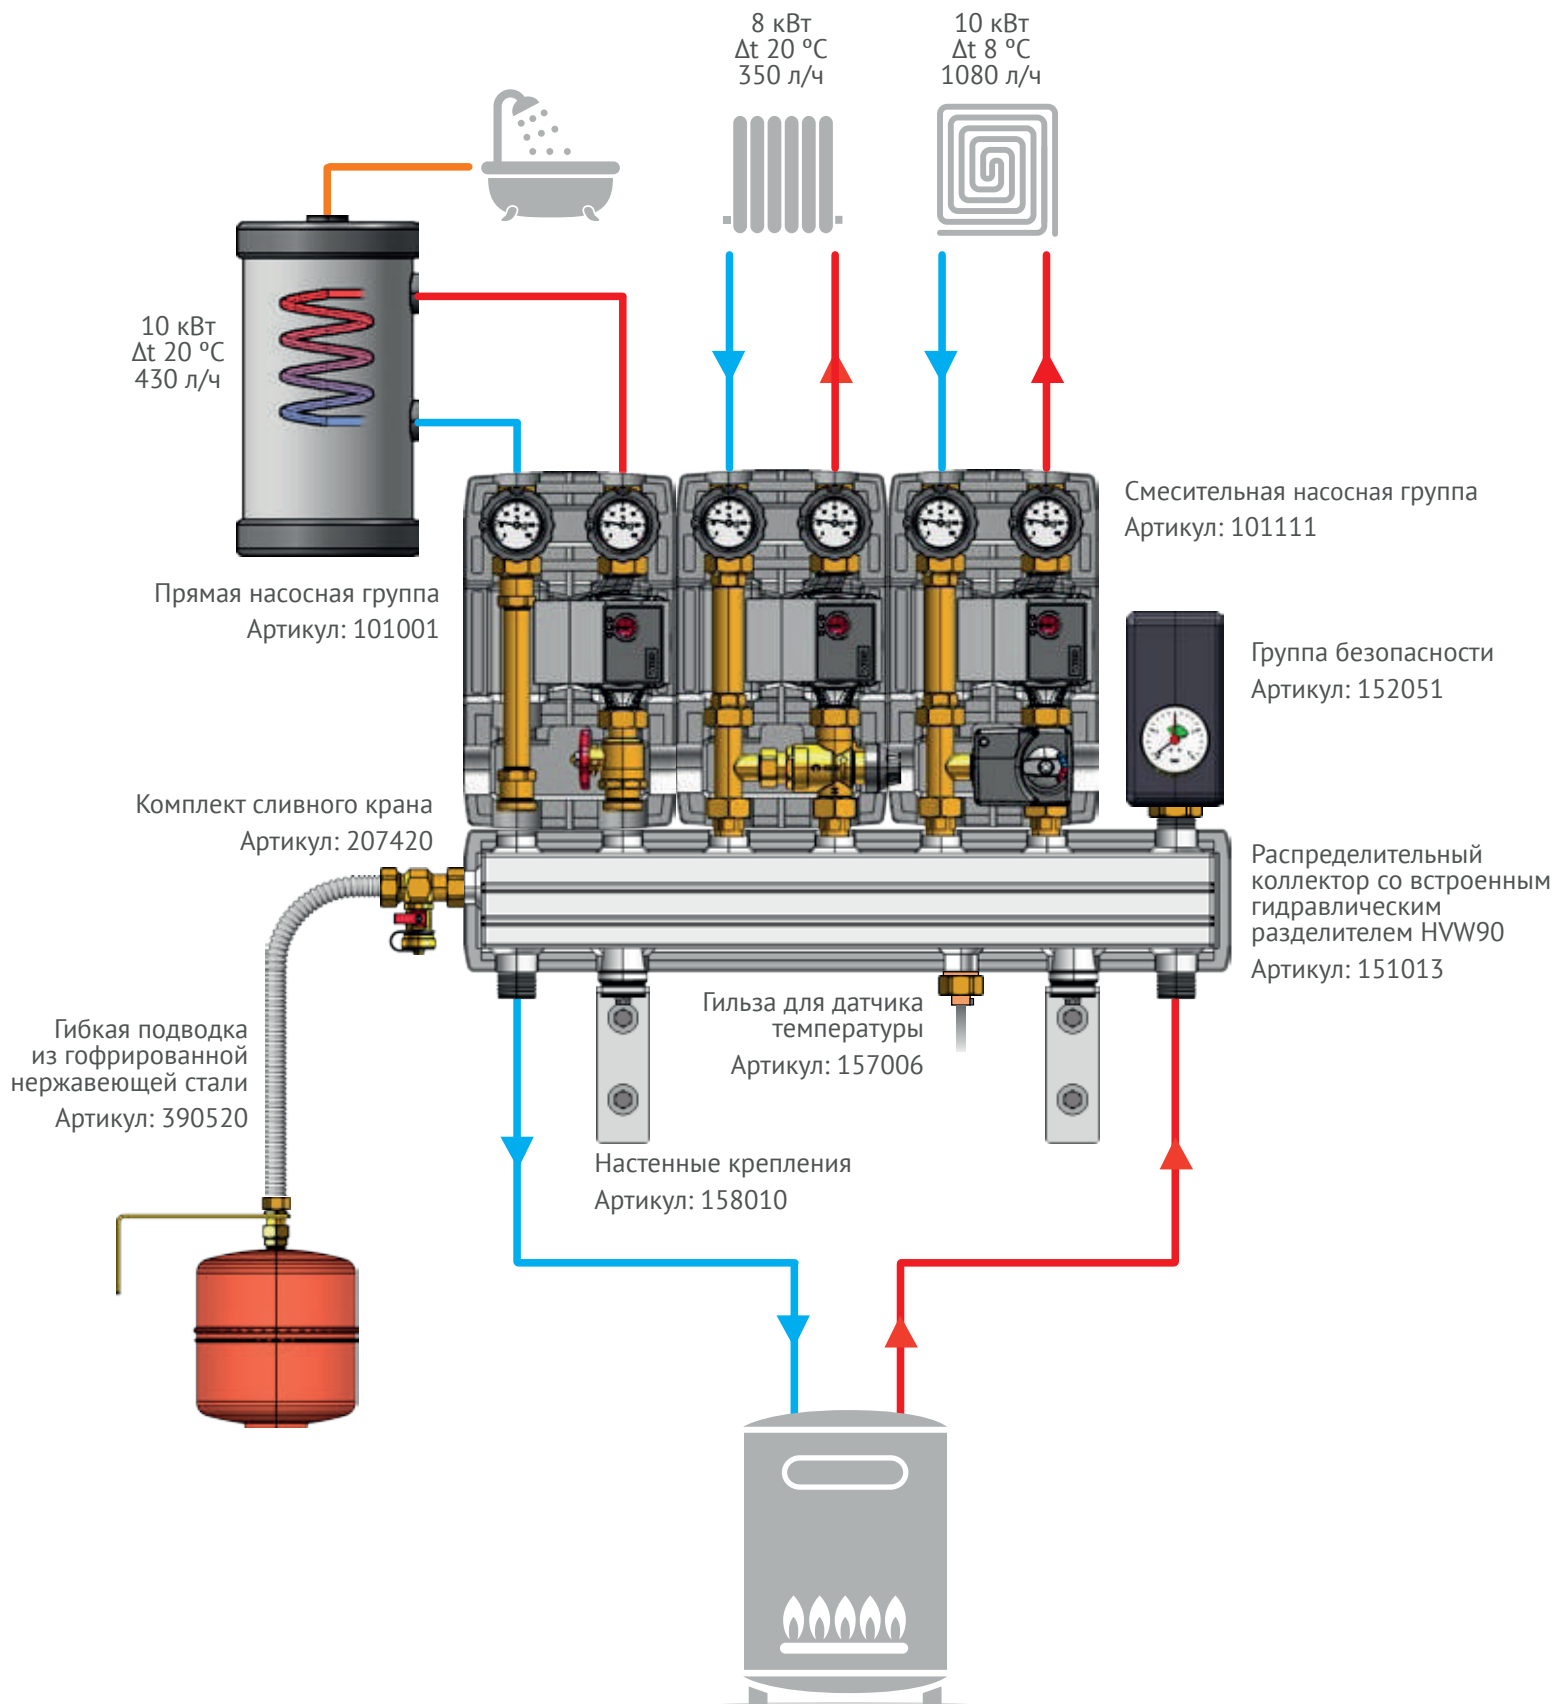 8 кВт
Δt 20 ºC
350 л/ч
10 кВт
Δt 8 ºC
1080 л/ч
10 кВт
Δt 20 ºC
430 л/ч
Смесительная насосная группа
Артикул: 101111
Прямая насосная группа
Артикул: 101001
Группа безопасности
Артикул: 152051
Комплект сливного крана
Артикул: 207420
Распределительный
коллектор со встроенным
гидравлическим
разделителем HVW90
Артикул: 151013
Гильза для датчика
температуры
Артикул: 157006
Гибкая подводка
из гофрированной
нержавеющей стали
Артикул: 390520
Настенные крепления
Артикул: 158010